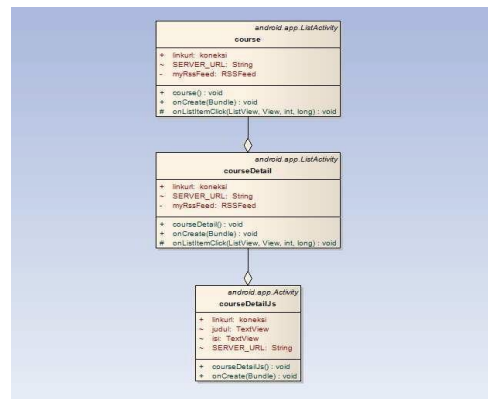 android.app.ListActivity
course
+ linkurl: koneksi
~ SERVER_URL: String
- myRssFeed: RSSFeed
+ course() : void
+ onCreate(Bundle) : void
# onListItemClick(ListView, View, int, long) : void
android.app.ListActivity
courseDetail
+ linkurl: koneksi
~ SERVER_URL: String
- myRssFeed: RSSFeed
+ courseDetail() : void
+ onCreate(Bundle) : void
# onListItemClick(ListView, View, int, long) : void
android.app.Activity
courseDetailJs
+ linkurl: koneksi
~ judul: TextView
~ isi: TextView
~ SERVER_URL: String
+ courseDetailJs() : void
+ onCreate(Bundle) : void